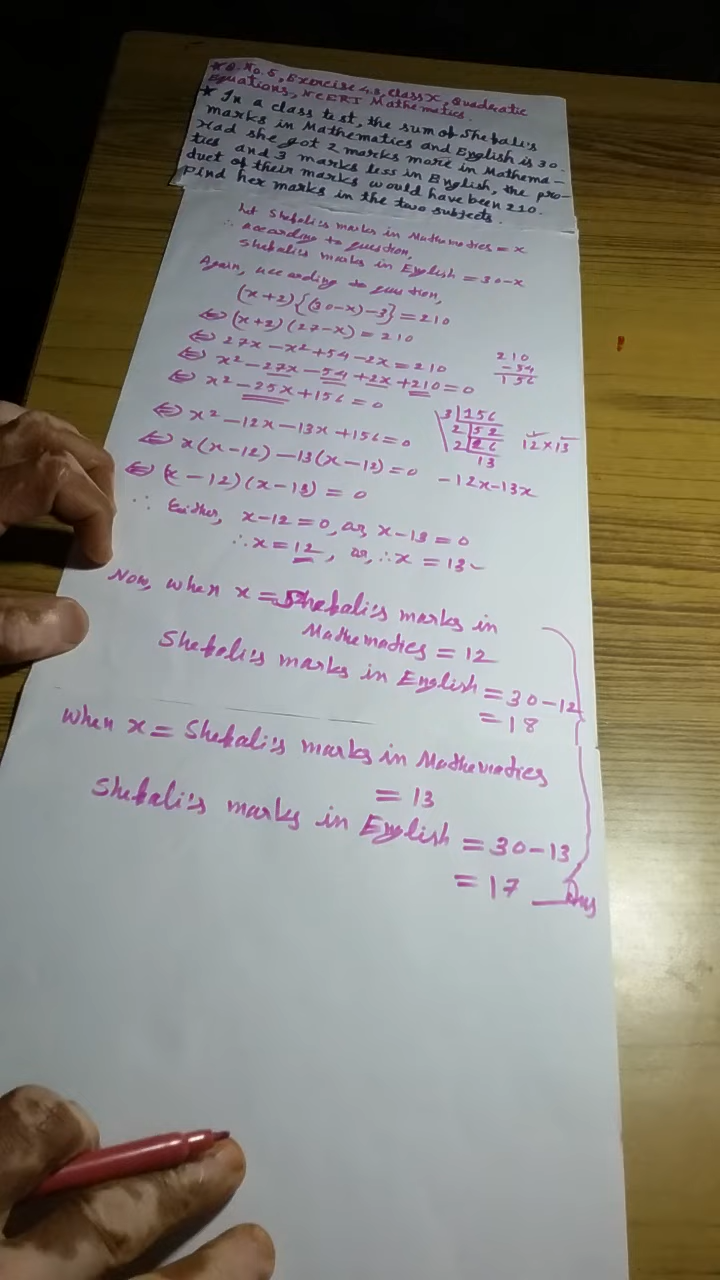 * Q. No. 5, Exercise 4.3, Class X, Quadratic
Equations, NCERT Mathematics.
* In a class test, the sum of Shefali's
marks in Mathematics and English is 30.
Had she got 2 marks more in Mathema-
tics and 3 marks less in English, the pro-
duct of their marks would have been 210.
Find her marks in the two subjects.
Let Shefali's marks in Mathematics = x
∴ According to question,
Shefali's marks in English = 30-x
Again, according to question,
(x+2){(30-x)-3}=210
⇔ (x+2)(27-x)=210
⇔ 27x-x²+54-2x=210
⇔ x²-27x-54+2x+210=0
⇔ x²-25x+156=0
210
-54
156
⇔ x²-12x-13x+156=0
⇔ x(x-12)-13(x-12)=0
⇔ (x-12)(x-13)=0
3 156
2 52
2 26
13
12×13
-12x-13x
∴ Either, x-12=0, or, x-13=0
∴ x=12, or, ∴ x=13
Now, when x = Shefali's marks in
Mathematics = 12
Shefali's marks in English = 30-12
= 18
When x = Shefali's marks in Mathematics
= 13
Shefali's marks in English = 30-13
= 17 Ans